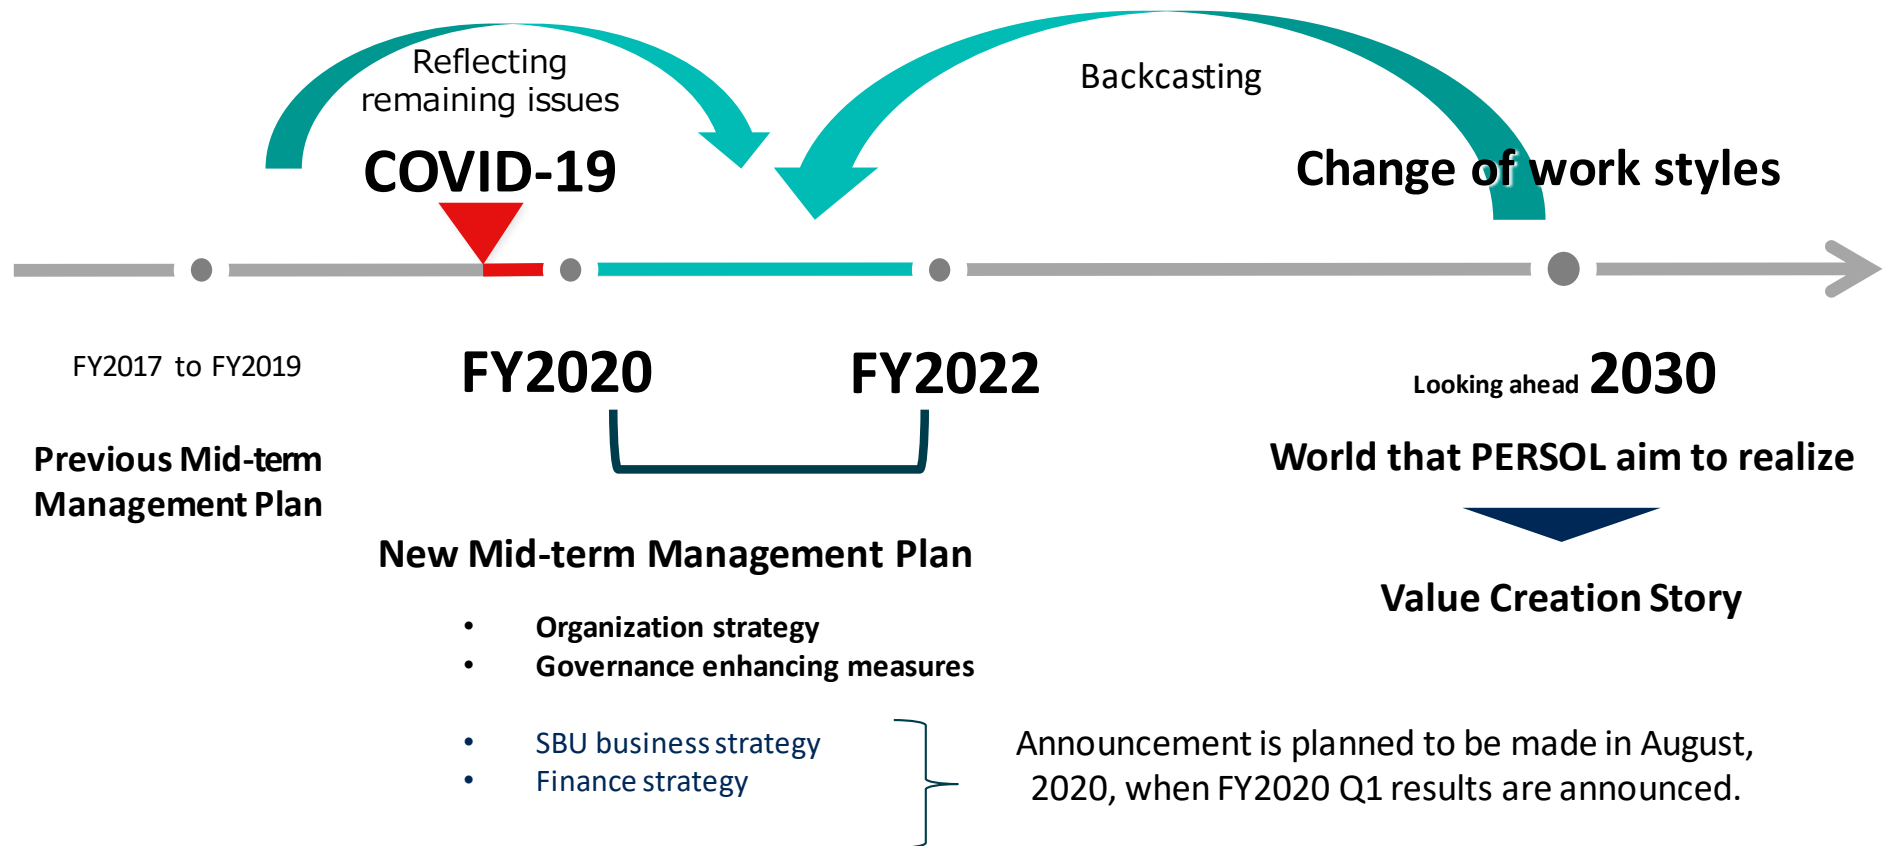 Reflecting
remaining issues
COVID-19
Backcasting
Change of work styles
FY2017 to FY2019
FY2020
FY2022
Looking ahead 2030
Previous Mid-term
Management Plan
World that PERSOL aim to realize
New Mid-term Management Plan
Value Creation Story
• Organization strategy
• Governance enhancing measures
• SBU business strategy
• Finance strategy
Announcement is planned to be made in August,
2020, when FY2020 Q1 results are announced.